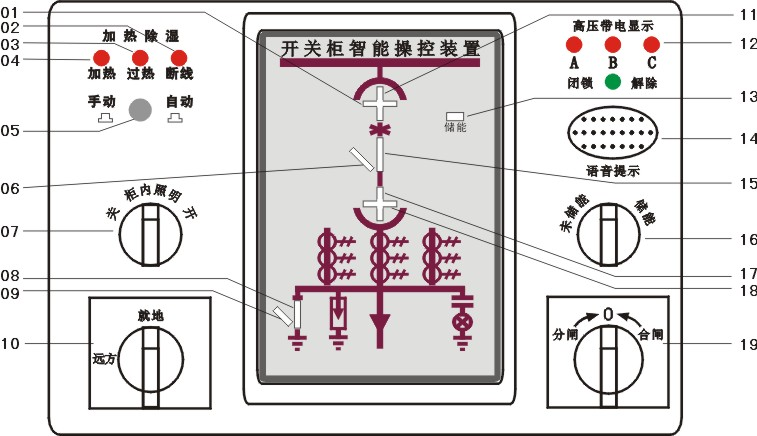 01
02
03
04
05
06
07
08
09
10
加热除湿
加热 过热 断线
手动 自动
关 柜内照明 开
就地
远方
开关柜智能操控装置
储能
高压带电显示
A B C
闭锁 解除
语音提示
未储能 储能
分闸 0 合闸
11
12
13
14
15
16
17
18
19